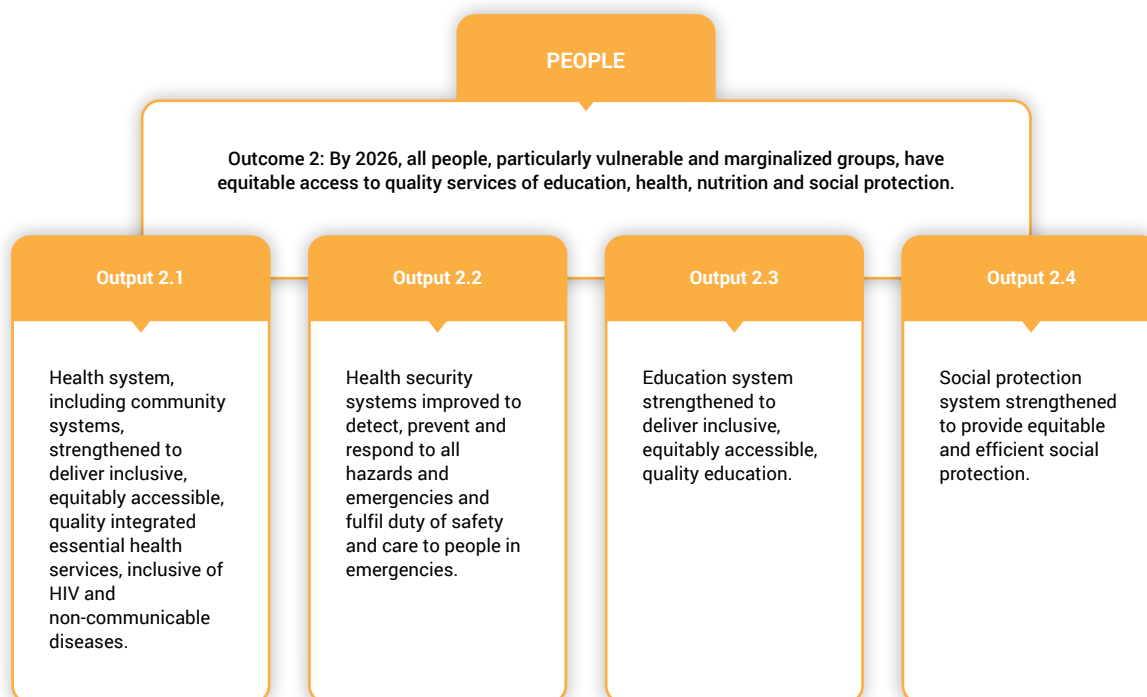 PEOPLE
Outcome 2: By 2026, all people, particularly vulnerable and marginalized groups, have
equitable access to quality services of education, health, nutrition and social protection.
Output 2.1
Health system,
including community
systems,
strengthened to
deliver inclusive,
equitably accessible,
quality integrated
essential health
services, inclusive of
HIV and
non-communicable
diseases.
Output 2.2
Health security
systems improved to
detect, prevent and
respond to all
hazards and
emergencies and
fulfil duty of safety
and care to people in
emergencies.
Output 2.3
Education system
strengthened to
deliver inclusive,
equitably accessible,
quality education.
Output 2.4
Social protection
system strengthened
to provide equitable
and efficient social
protection.